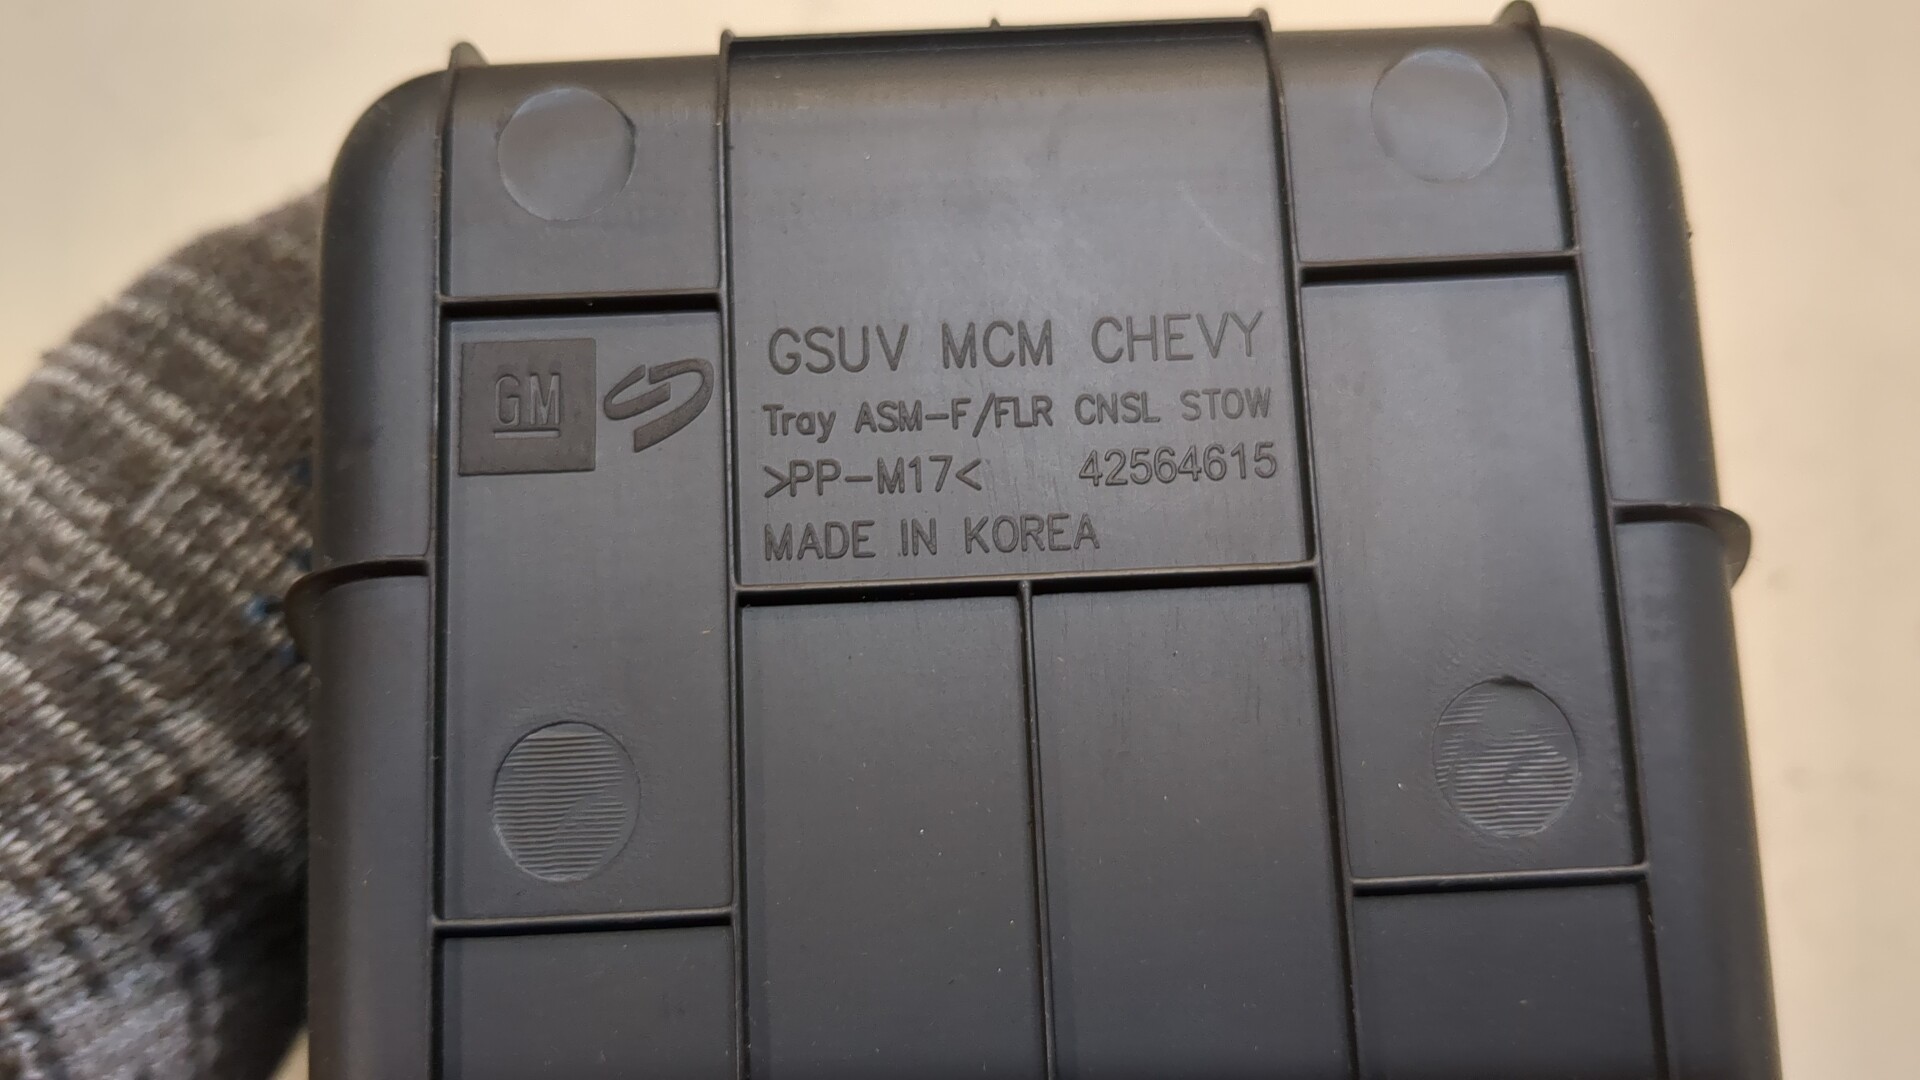 GM
GSUV MCM CHEVY
Tray ASM-F/FLR CNSL STOW
>PP-M17< 42564615
MADE IN KOREA